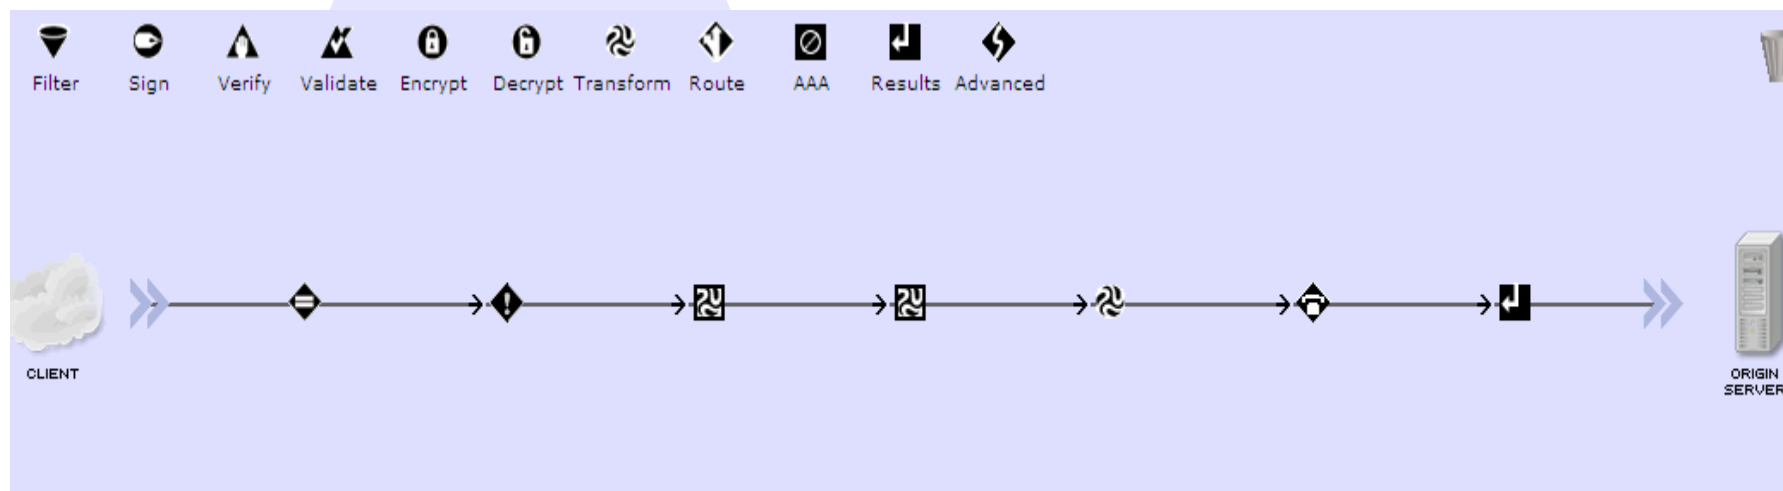 Filter Sign Verify Validate Encrypt Decrypt Transform Route AAA Results Advanced
CLIENT
ORIGIN
SERVER